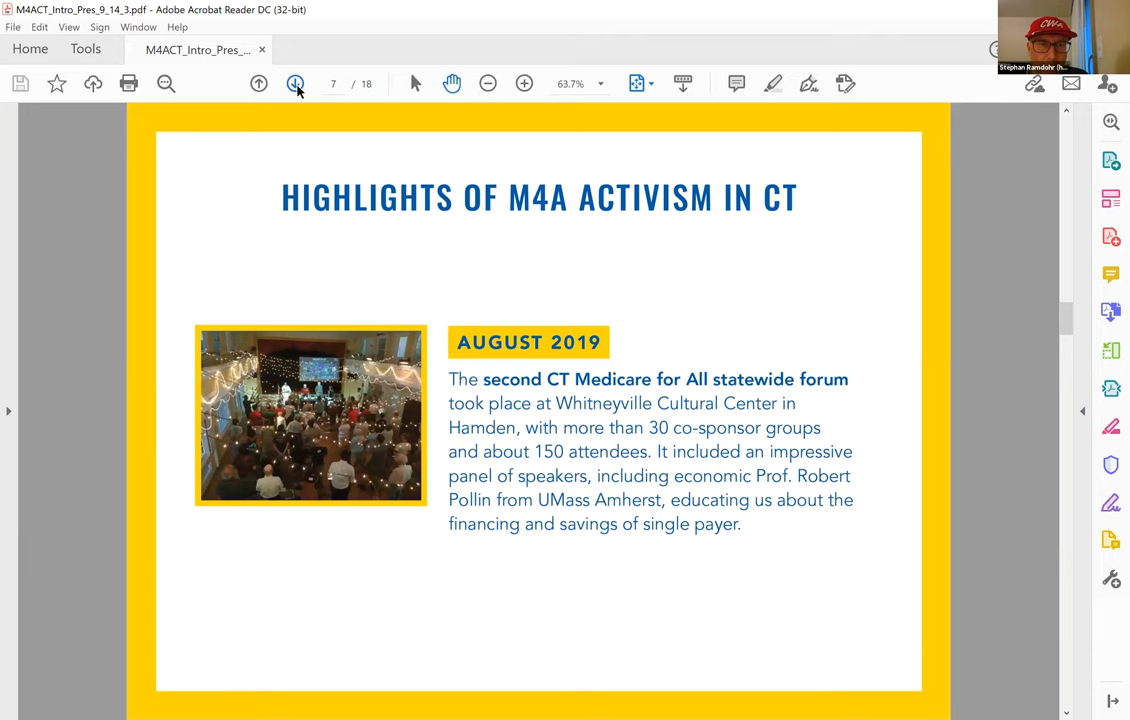 M4ACT_Intro_Pres_9_14_3.pdf - Adobe Acrobat Reader DC (32-bit)
File Edit View Sign Window Help
Home Tools M4ACT_Intro_Pres_... ×
7 / 18 63.7%
CWA
Stephan Ramdohr (h...
HIGHLIGHTS OF M4A ACTIVISM IN CT
AUGUST 2019
The second CT Medicare for All statewide forum
took place at Whitneyville Cultural Center in
Hamden, with more than 30 co-sponsor groups
and about 150 attendees. It included an impressive
panel of speakers, including economic Prof. Robert
Pollin from UMass Amherst, educating us about the
financing and savings of single payer.